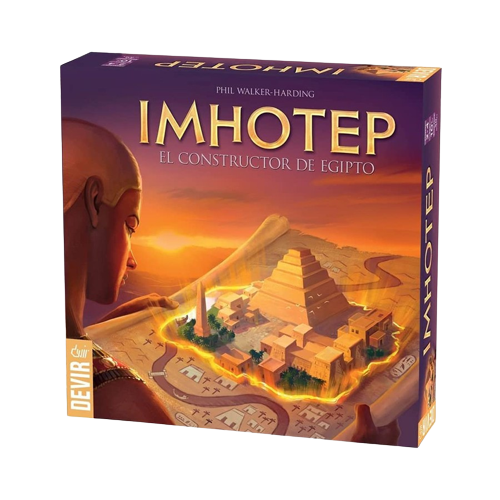 IMHOTEP
PHIL WALKER-HARDING
IMHOTEP
EL CONSTRUCTOR DE EGIPTO
DEVIR
IMHOTEP